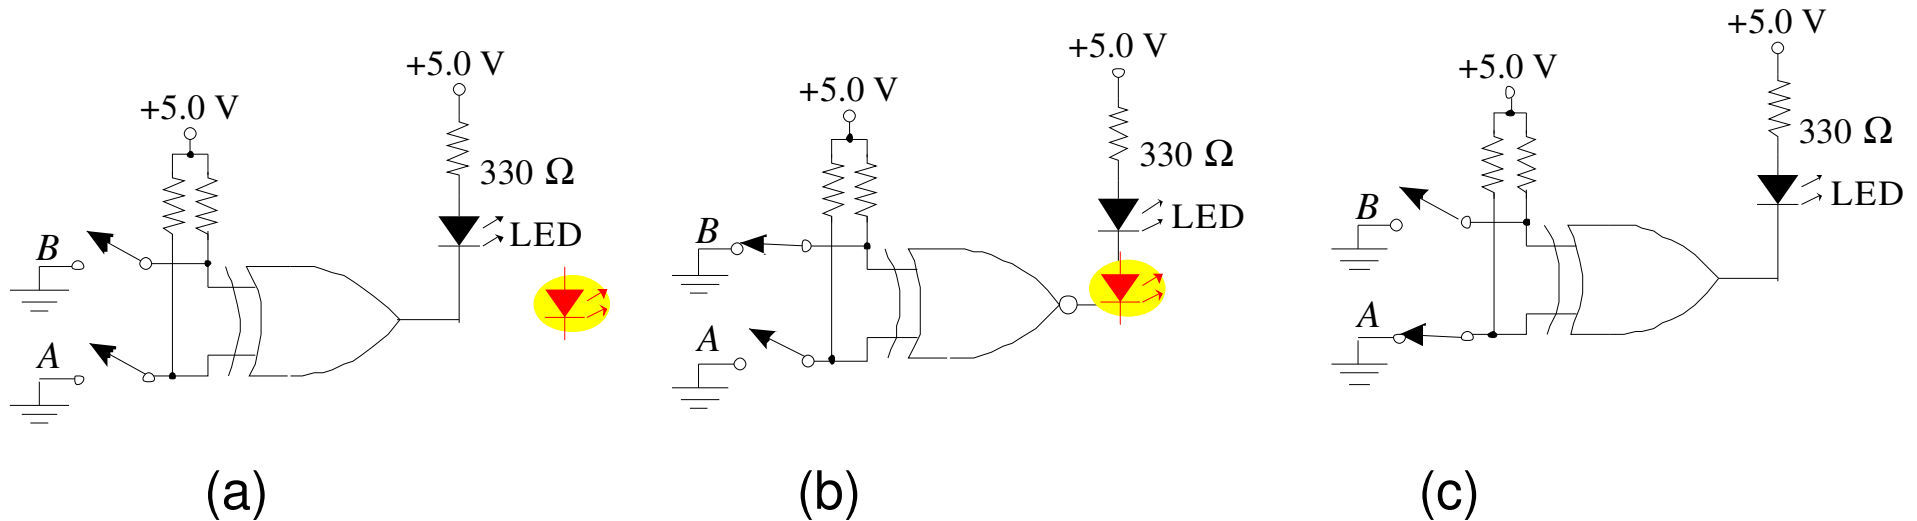 +5.0 V
+5.0 V
330 Ω
LED
B
A
(a)
+5.0 V
+5.0 V
330 Ω
LED
B
A
(b)
+5.0 V
+5.0 V
330 Ω
LED
B
A
(c)